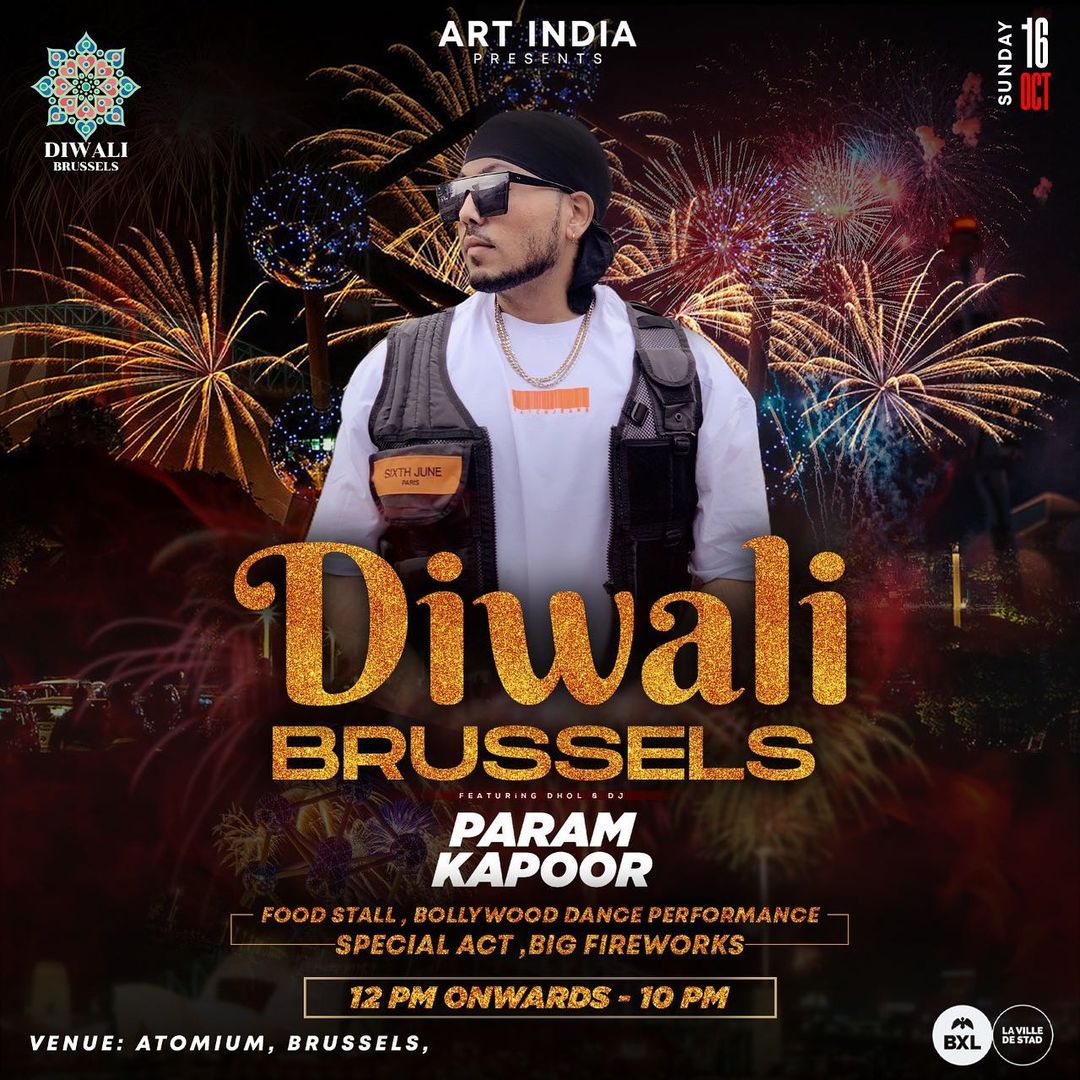 ART INDIA
PRESENTS
SUNDAY
16
OCT
DIWALI
BRUSSELS
SIXTH JUNE
PARIS
Diwali
BRUSSELS
FEATURING DHOL & DJ
PARAM
KAPOOR
FOOD STALL , BOLLYWOOD DANCE PERFORMANCE
SPECIAL ACT ,BIG FIREWORKS
12 PM ONWARDS - 10 PM
VENUE: ATOMIUM, BRUSSELS,
BXL
LA VILLE
DE STAD